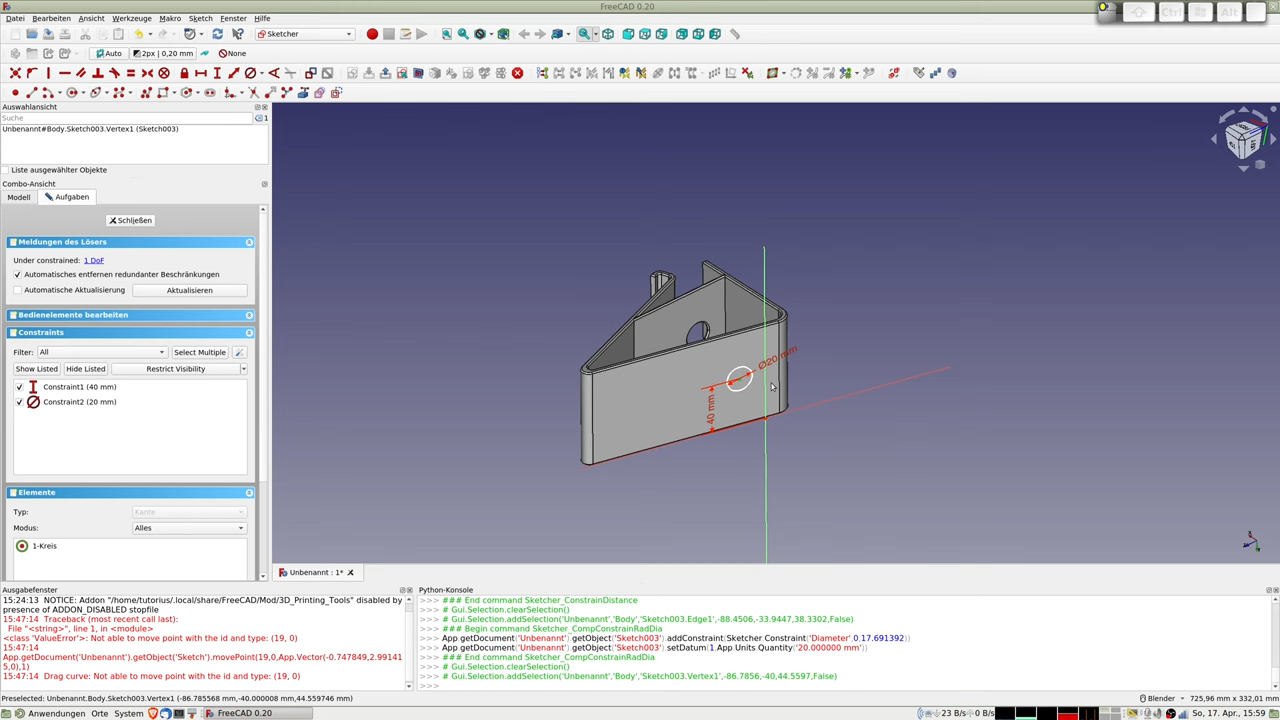 FreeCAD 0.20
Ctrl
Alt
Datei Bearbeiten Ansicht Werkzeuge Makro Sketch Fenster Hilfe
Sketcher
Auto 2px | 0,20 mm None
Auswahlansicht
Suche
1
Unbenannt#Body.Sketch003.Vertex1 (Sketch003)
Liste ausgewählter Objekte
Combo-Ansicht
Modell Aufgaben
Schließen
Meldungen des Lösers
Under constrained: 1 DoF
Automatisches entfernen redundanter Beschränkungen
Automatische Aktualisierung Aktualisieren
Bedienelemente bearbeiten
Constraints
Filter: All Select Multiple
Show Listed Hide Listed Restrict Visibility
Constraint1 (40 mm)
Constraint2 (20 mm)
Elemente
Typ: Kante
Modus: Alles
1-Kreis
Ø20 mm
40 mm
Unbenannt : 1*
Ausgabefenster
15:24:13 NOTICE: Addon "/home/tutorius/.local/share/FreeCAD/Mod/3D_Printing_Tools" disabled by
presence of ADDON_DISABLED stopfile
15:47:14 Traceback (most recent call last):
File "<string>", line 1, in <module>
<class 'ValueError'>: Not able to move point with the id and type: (19, 0)
15:47:14
App.getDocument('Unbenannt').getObject('Sketch').movePoint(19,0,App.Vector(-0.747849,2.99141
5,0),1)
15:47:14 Drag curve: Not able to move point with the id and type: (19, 0)
Python-Konsole
>>> ### End command Sketcher_ConstrainDistance
>>> # Gui.Selection.clearSelection()
>>> # Gui.Selection.addSelection('Unbenannt','Body','Sketch003.Edge1',-88.4506,-33.9447,38.3302,False)
>>> ### Begin command Sketcher_CompConstrainRadDia
>>> App.getDocument('Unbenannt').getObject('Sketch003').addConstraint(Sketcher.Constraint('Diameter',0,17.691392))
>>> App.getDocument('Unbenannt').getObject('Sketch003').setDatum(1,App.Units.Quantity('20.000000 mm'))
>>> ### End command Sketcher_CompConstrainRadDia
>>> # Gui.Selection.clearSelection()
>>> # Gui.Selection.addSelection('Unbenannt','Body','Sketch003.Vertex1',-86.7856,-40,44.5597,False)
>>>
Preselected: Unbenannt.Body.Sketch003.Vertex1 (-86.785568 mm,-40.000008 mm,44.559746 mm)
Blender 725,96 mm x 332,01 mm
Anwendungen Orte System FreeCAD 0.20
23 B/s 0 B/s
So, 17. Apr., 15:59